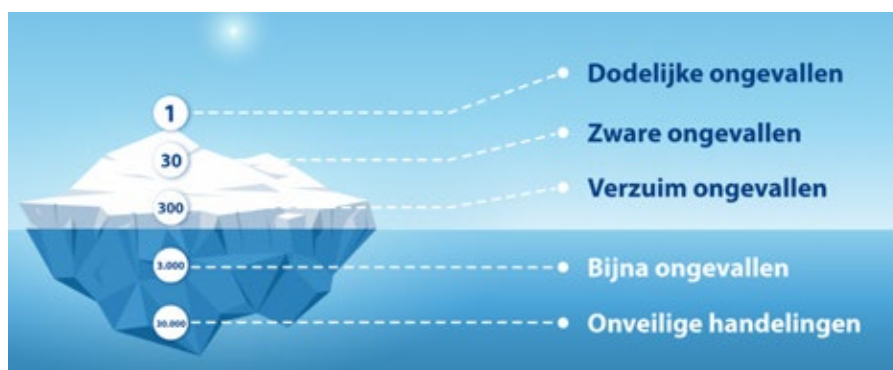 1 Dodelijke ongevallen
30 Zware ongevallen
300 Verzuim ongevallen
3.000 Bijna ongevallen
30.000 Onveilige handelingen